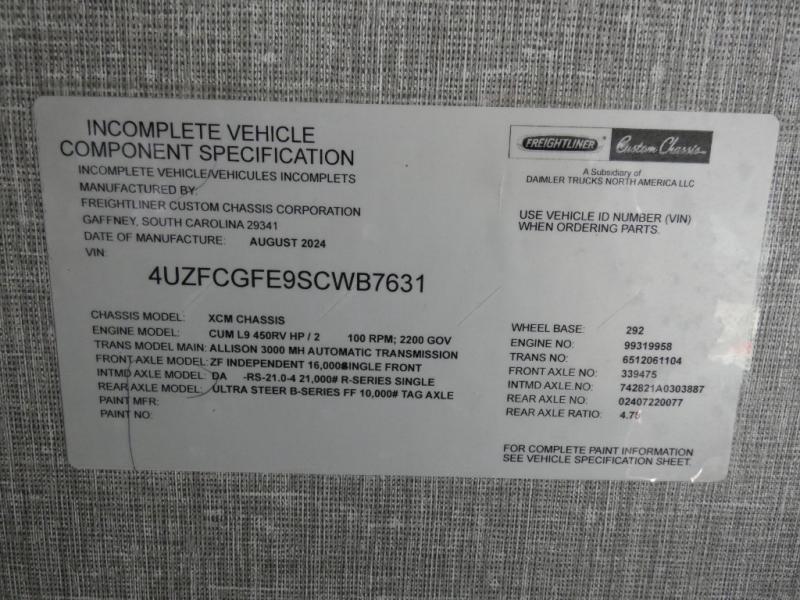 INCOMPLETE VEHICLE
COMPONENT SPECIFICATION
INCOMPLETE VEHICLE/VEHICULES INCOMPLETS
MANUFACTURED BY:
FREIGHTLINER CUSTOM CHASSIS CORPORATION
GAFFNEY, SOUTH CAROLINA 29341
DATE OF MANUFACTURE: AUGUST 2024
VIN:
4UZFCGFE9SCWB7631
CHASSIS MODEL: XCM CHASSIS
ENGINE MODEL: CUM L9 450RV HP / 2 100 RPM; 2200 GOV
TRANS MODEL MAIN: ALLISON 3000 MH AUTOMATIC TRANSMISSION
FRONT AXLE MODEL: ZF INDEPENDENT 16,000# SINGLE FRONT
INTMD AXLE MODEL: DA -RS-21.0-4 21,000# R-SERIES SINGLE
REAR AXLE MODEL: ULTRA STEER B-SERIES FF 10,000# TAG AXLE
PAINT MFR:
PAINT NO:
FREIGHTLINER Custom Chassis
A Subsidiary of
DAIMLER TRUCKS NORTH AMERICA LLC
USE VEHICLE ID NUMBER (VIN)
WHEN ORDERING PARTS.
WHEEL BASE: 292
ENGINE NO: 99319958
TRANS NO: 6512061104
FRONT AXLE NO: 339475
INTMD AXLE NO: 742821A0303887
REAR AXLE NO: 02407220077
REAR AXLE RATIO:
FOR COMPLETE PAINT INFORMATION
SEE VEHICLE SPECIFICATION SHEET.